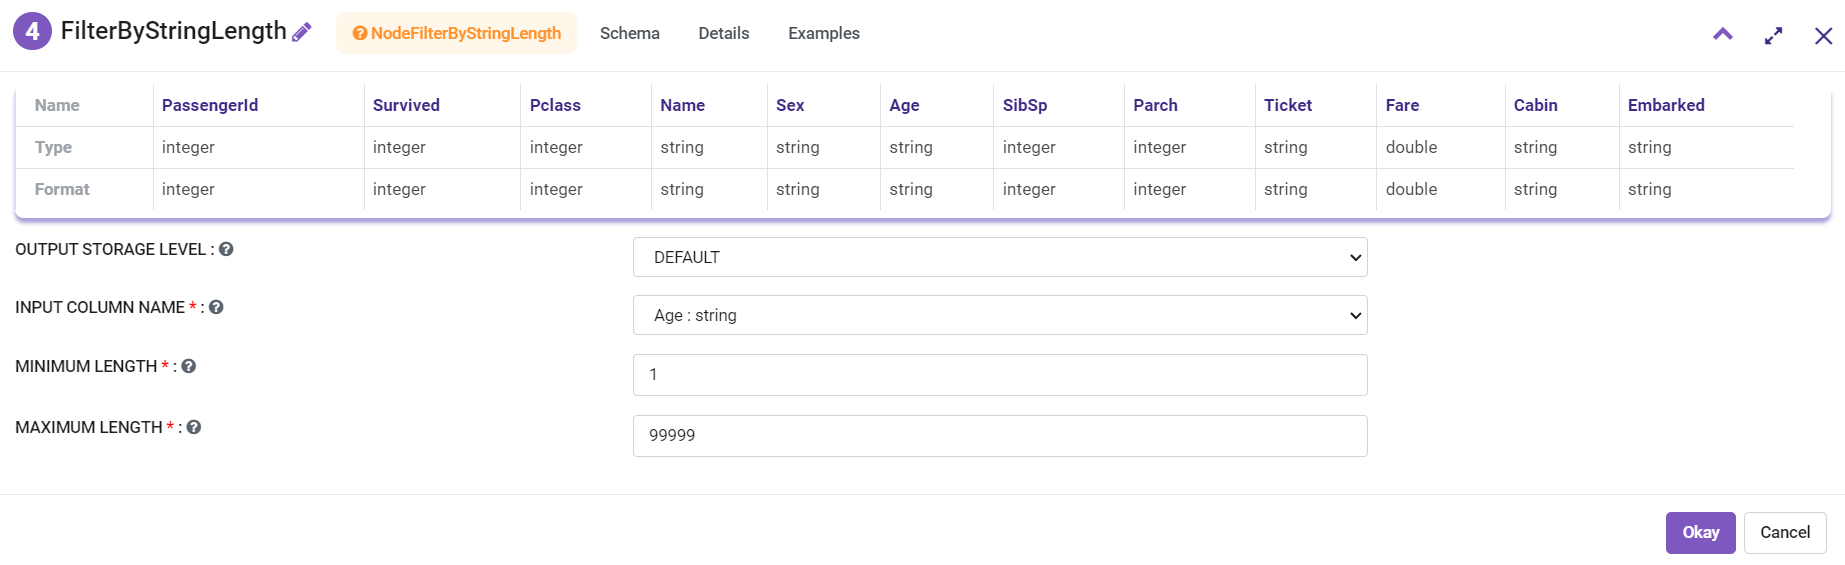 4 FilterByStringLength NodeFilterByStringLength Schema Details Examples
Name PassengerId Survived Pclass Name Sex Age SibSp Parch Ticket Fare Cabin Embarked
Type integer integer integer string string string integer integer string double string string
Format integer integer integer string string string integer integer string double string string
OUTPUT STORAGE LEVEL : DEFAULT
INPUT COLUMN NAME * : Age : string
MINIMUM LENGTH * : 1
MAXIMUM LENGTH * : 99999
Okay Cancel